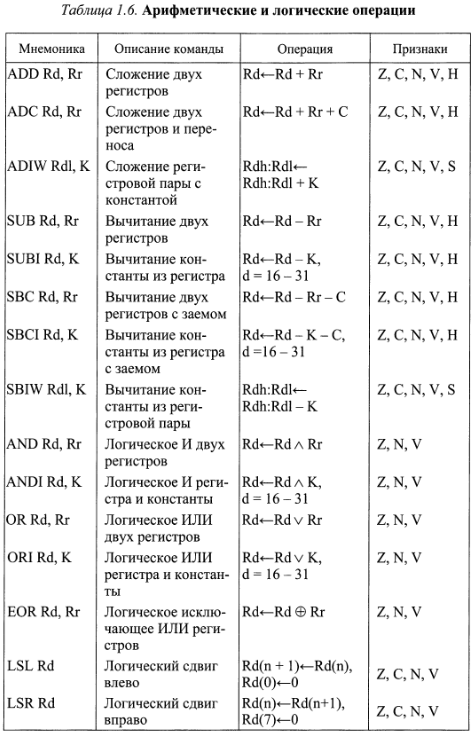 Таблица 1.6. Арифметические и логические операции
Мнемоника Описание команды Операция Признаки
ADD Rd, Rr Сложение двух Rd←Rd + Rr Z, C, N, V, H
регистров
ADC Rd, Rr Сложение двух Rd←Rd + Rr + C Z, C, N, V, H
регистров и пере-
носа
ADIW Rdl, K Сложение реги- Rdh:Rdl← Z, C, N, V, S
стровой пары с Rdh:Rdl + K
константой
SUB Rd, Rr Вычитание двух Rd←Rd – Rr Z, C, N, V, H
регистров
SUBI Rd, K Вычитание кон- Rd←Rd – K, Z, C, N, V, H
станты из регистра d = 16 – 31
SBC Rd, Rr Вычитание двух Rd←Rd – Rr – C Z, C, N, V, H
регистров с заемом
SBCI Rd, K Вычитание кон- Rd←Rd – K – C, Z, C, N, V, H
станты из регистра d =16 – 31
с заемом
SBIW Rdl, K Вычитание кон- Rdh:Rdl← Z, C, N, V, S
станты из реги- Rdh:Rdl – K
стровой пары
AND Rd, Rr Логическое И двух Rd←Rd ∧ Rr Z, N, V
регистров
ANDI Rd, K Логическое И реги- Rd←Rd ∧ K, Z, N, V
стра и константы d = 16 – 31
OR Rd, Rr Логическое ИЛИ Rd←Rd ∨ Rr Z, N, V
двух регистров
ORI Rd, K Логическое ИЛИ Rd←Rd ∨ K, Z, N, V
регистра и констан- d = 16 – 31
ты
EOR Rd, Rr Логическое исклю- Rd←Rd ⊕ Rr Z, N, V
чающее ИЛИ реги-
стров
LSL Rd Логический сдвиг Rd(n + 1)←Rd(n), Z, C, N, V
влево Rd(0)←0
LSR Rd Логический сдвиг Rd(n)←Rd(n+1), Z, C, N, V
вправо Rd(7)←0